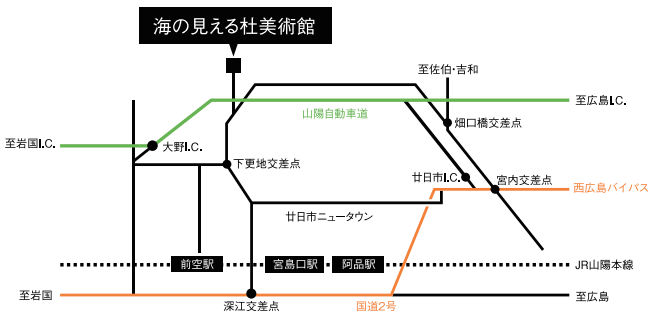 海の見える杜美術館
至佐伯・吉和
至広島I.C.
山陽自動車道
畑口橋交差点
至岩国I.C.
大野I.C.
下更地交差点
廿日市I.C.
宮内交差点
西広島バイパス
廿日市ニュータウン
前空駅
宮島口駅
阿品駅
JR山陽本線
至岩国
深江交差点
国道2号
至広島